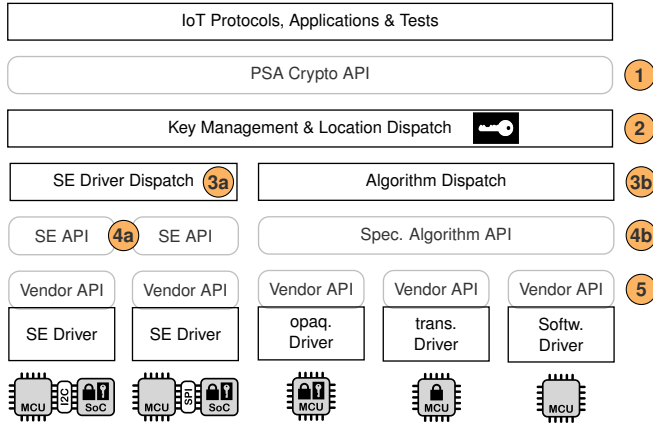 IoT Protocols, Applications & Tests
PSA Crypto API
1
Key Management & Location Dispatch
2
SE Driver Dispatch 3a Algorithm Dispatch 3b
SE API 4a SE API Spec. Algorithm API 4b
Vendor API Vendor API Vendor API Vendor API Vendor API 5
SE Driver SE Driver opaq. Driver trans. Driver Softw. Driver
MCU I2C SoC MCU SPI SoC MCU MCU MCU